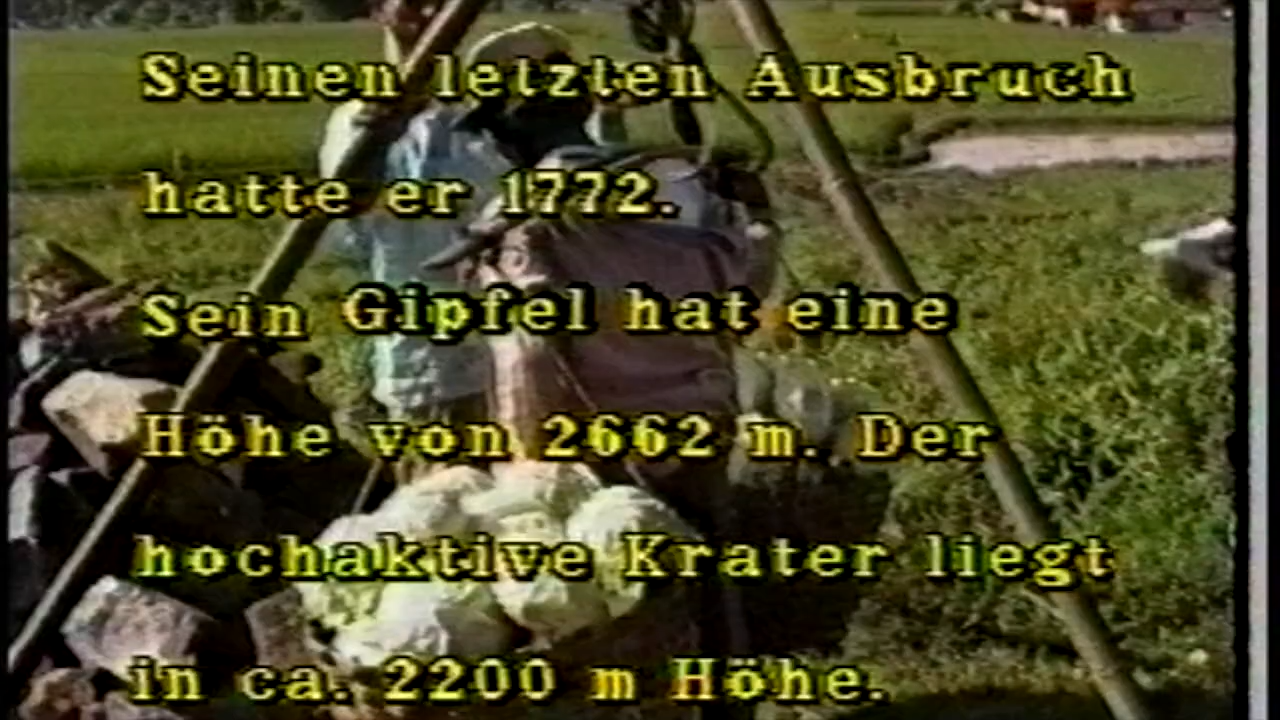 Seinen letzten Ausbruch
hatte er 1772.
Sein Gipfel hat eine
Höhe von 2662 m. Der
hochaktive Krater liegt
in ca. 2200 m Höhe.